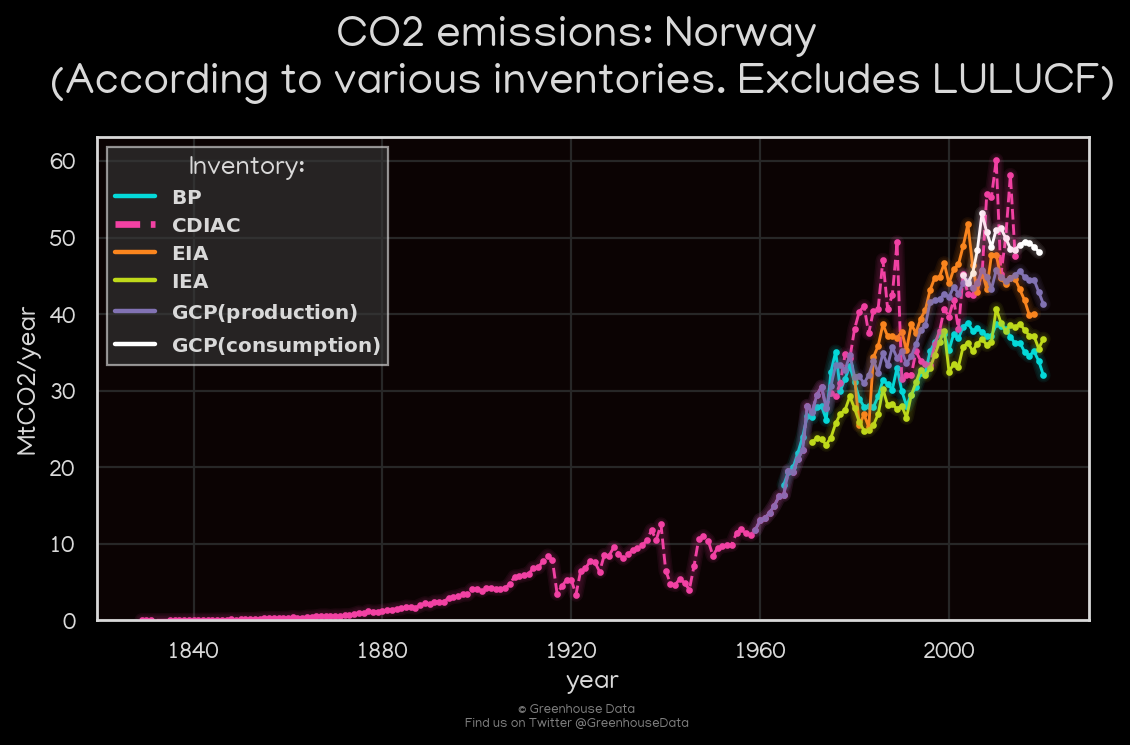 CO2 emissions: Norway
(According to various inventories. Excludes LULUCF)
Inventory:
BP
CDIAC
EIA
IEA
GCP(production)
GCP(consumption)
60
50
40
30
20
10
0
MtCO2/year
1840
1880
1920
1960
2000
year
© Greenhouse Data
Find us on Twitter @GreenhouseData